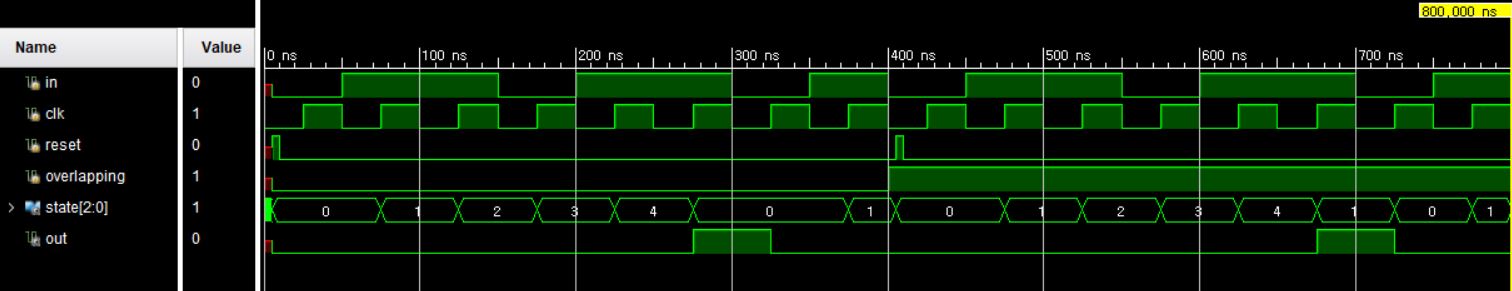 800,000 ns
Name Value
0 ns 100 ns 200 ns 300 ns 400 ns 500 ns 600 ns 700 ns
in 0
clk 1
reset 0
overlapping 1
state[2:0] 1 0 1 2 3 4 0 1 0 1 2 3 4 1 0 1
out 0